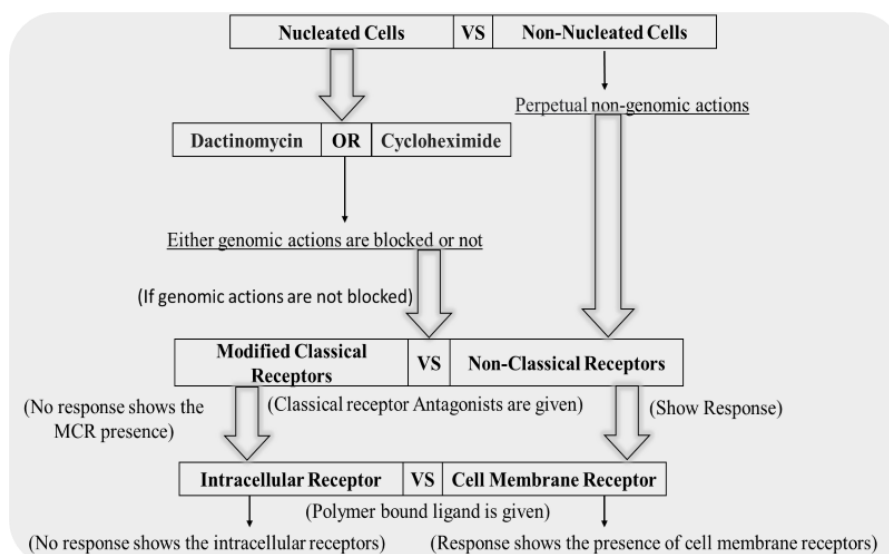 Nucleated Cells VS Non-Nucleated Cells
Perpetual non-genomic actions
Dactinomycin OR Cycloheximide
Either genomic actions are blocked or not
(If genomic actions are not blocked)
Modified Classical
Receptors
VS
Non-Classical Receptors
(No response shows the
MCR presence)
(Classical receptor Antagonists are given)
(Show Response)
Intracellular Receptor VS Cell Membrane Receptor
(Polymer bound ligand is given)
(No response shows the intracellular receptors)
(Response shows the presence of cell membrane receptors)